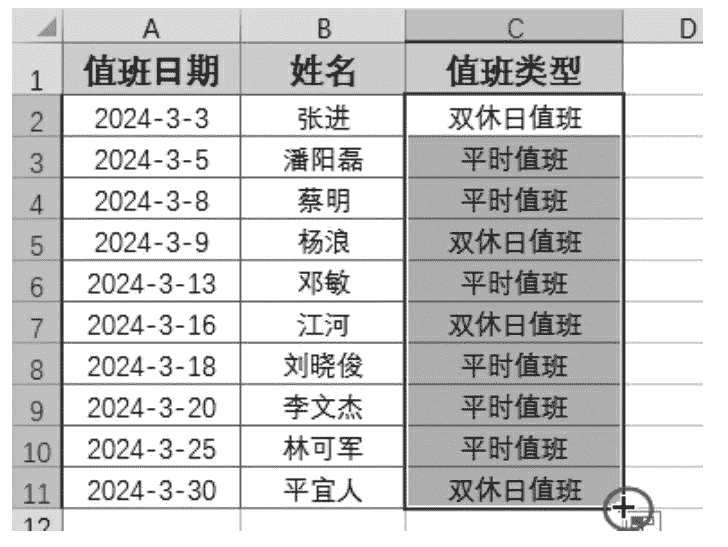 A B C D
1 值班日期 姓名 值班类型
2 2024-3-3 张进 双休日值班
3 2024-3-5 潘阳磊 平时值班
4 2024-3-8 蔡明 平时值班
5 2024-3-9 杨浪 双休日值班
6 2024-3-13 邓敏 平时值班
7 2024-3-16 江河 双休日值班
8 2024-3-18 刘晓俊 平时值班
9 2024-3-20 李文杰 平时值班
10 2024-3-25 林可军 平时值班
11 2024-3-30 平宜人 双休日值班
12